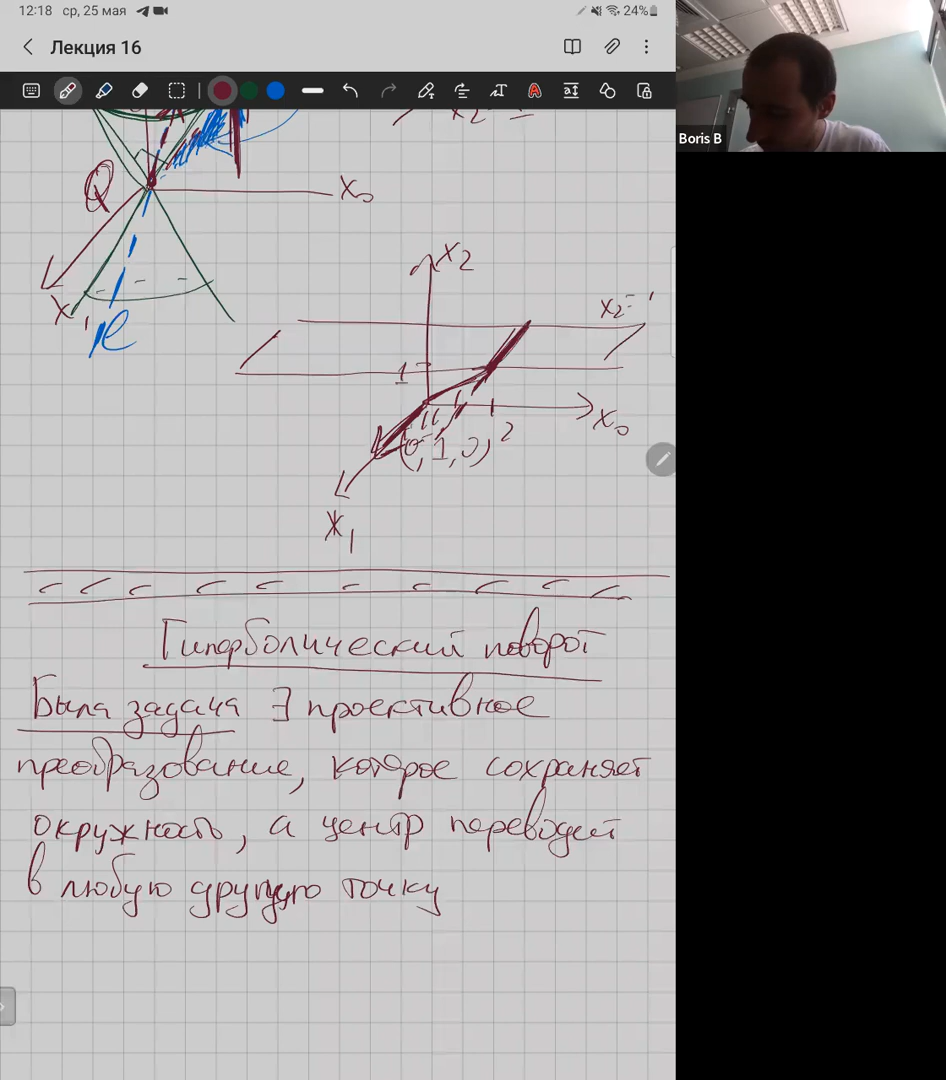 12:18 ср, 25 мая
24%
Лекция 16
Boris B
Q
x₀
x₁
ℓ
x₂
x₂=1
1
2
x₀
(0,1,0)
x₁
Гиперболический поворот
Была задача ∃ проективное
преобразование, которое сохраняет
окружность, а центр переводит
в любую другую точку